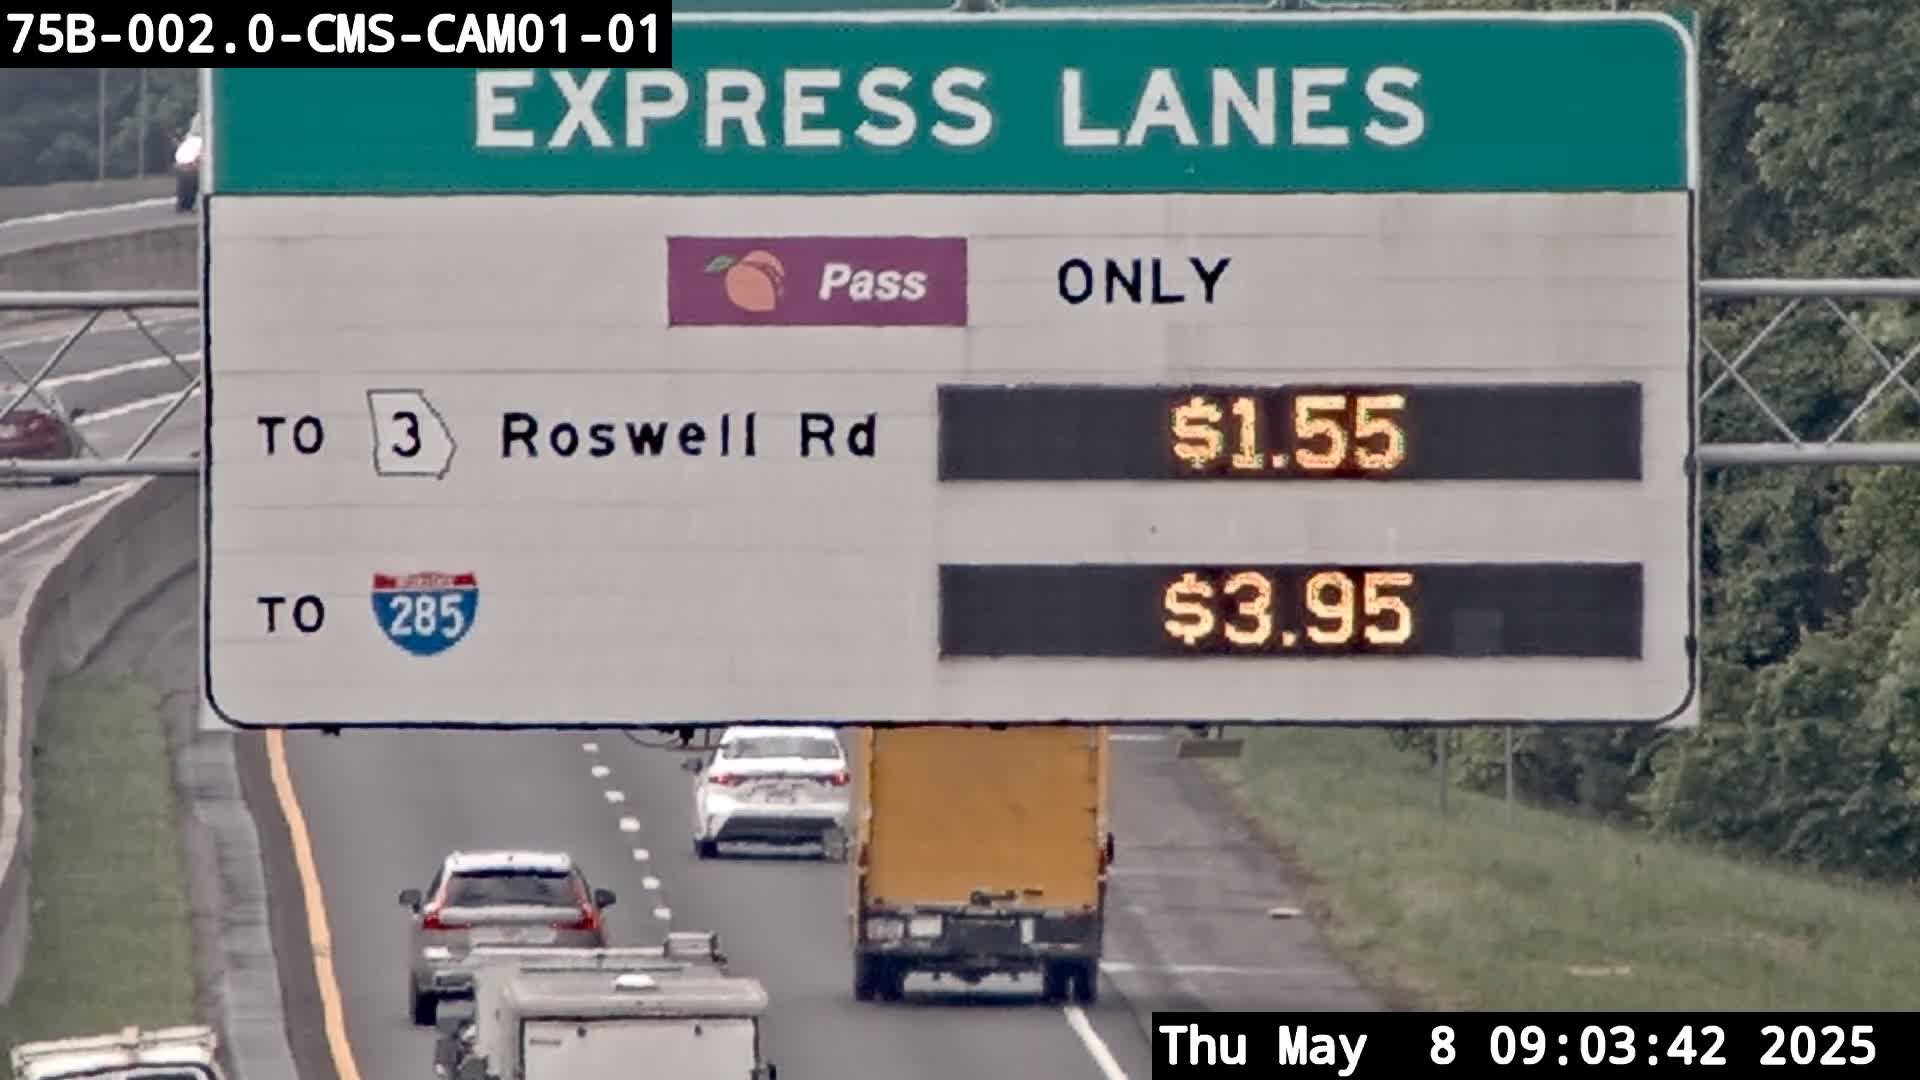 75B-002.0-CMS-CAM01-01
EXPRESS LANES
Pass ONLY
TO 3 Roswell Rd $1.55
TO 285 $3.95
Thu May 8 09:03:42 2025